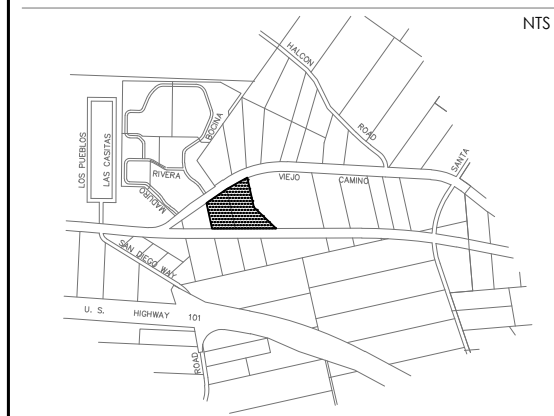 NTS
HALCON
ROAD
BOCINA
LOS PUEBLOS
LAS CASITAS
RIVERA
MADURO
VIEJO
CAMINO
SANTA
SAN DIEGO WAY
U. S. HIGHWAY 101
ROAD